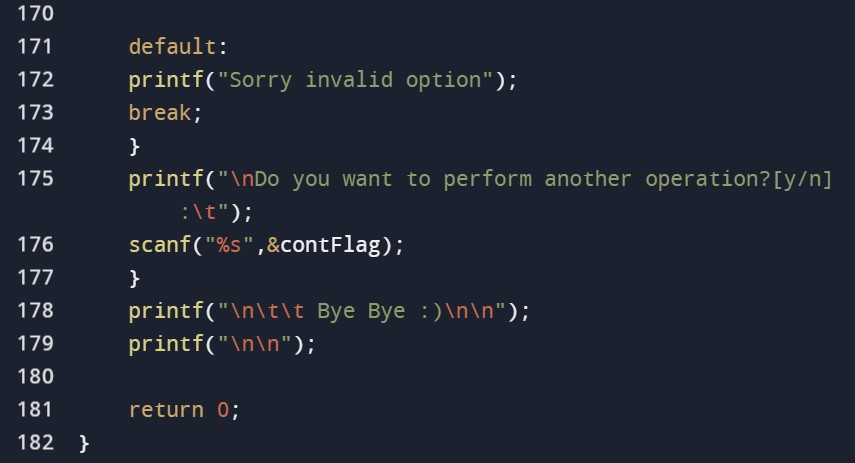 170
171 default:
172 printf("Sorry invalid option");
173 break;
174 }
175 printf("\nDo you want to perform another operation?[y/n]
:\t");
176 scanf("%s",&contFlag);
177 }
178 printf("\n\t\t Bye Bye :)\n\n");
179 printf("\n\n");
180
181 return 0;
182 }